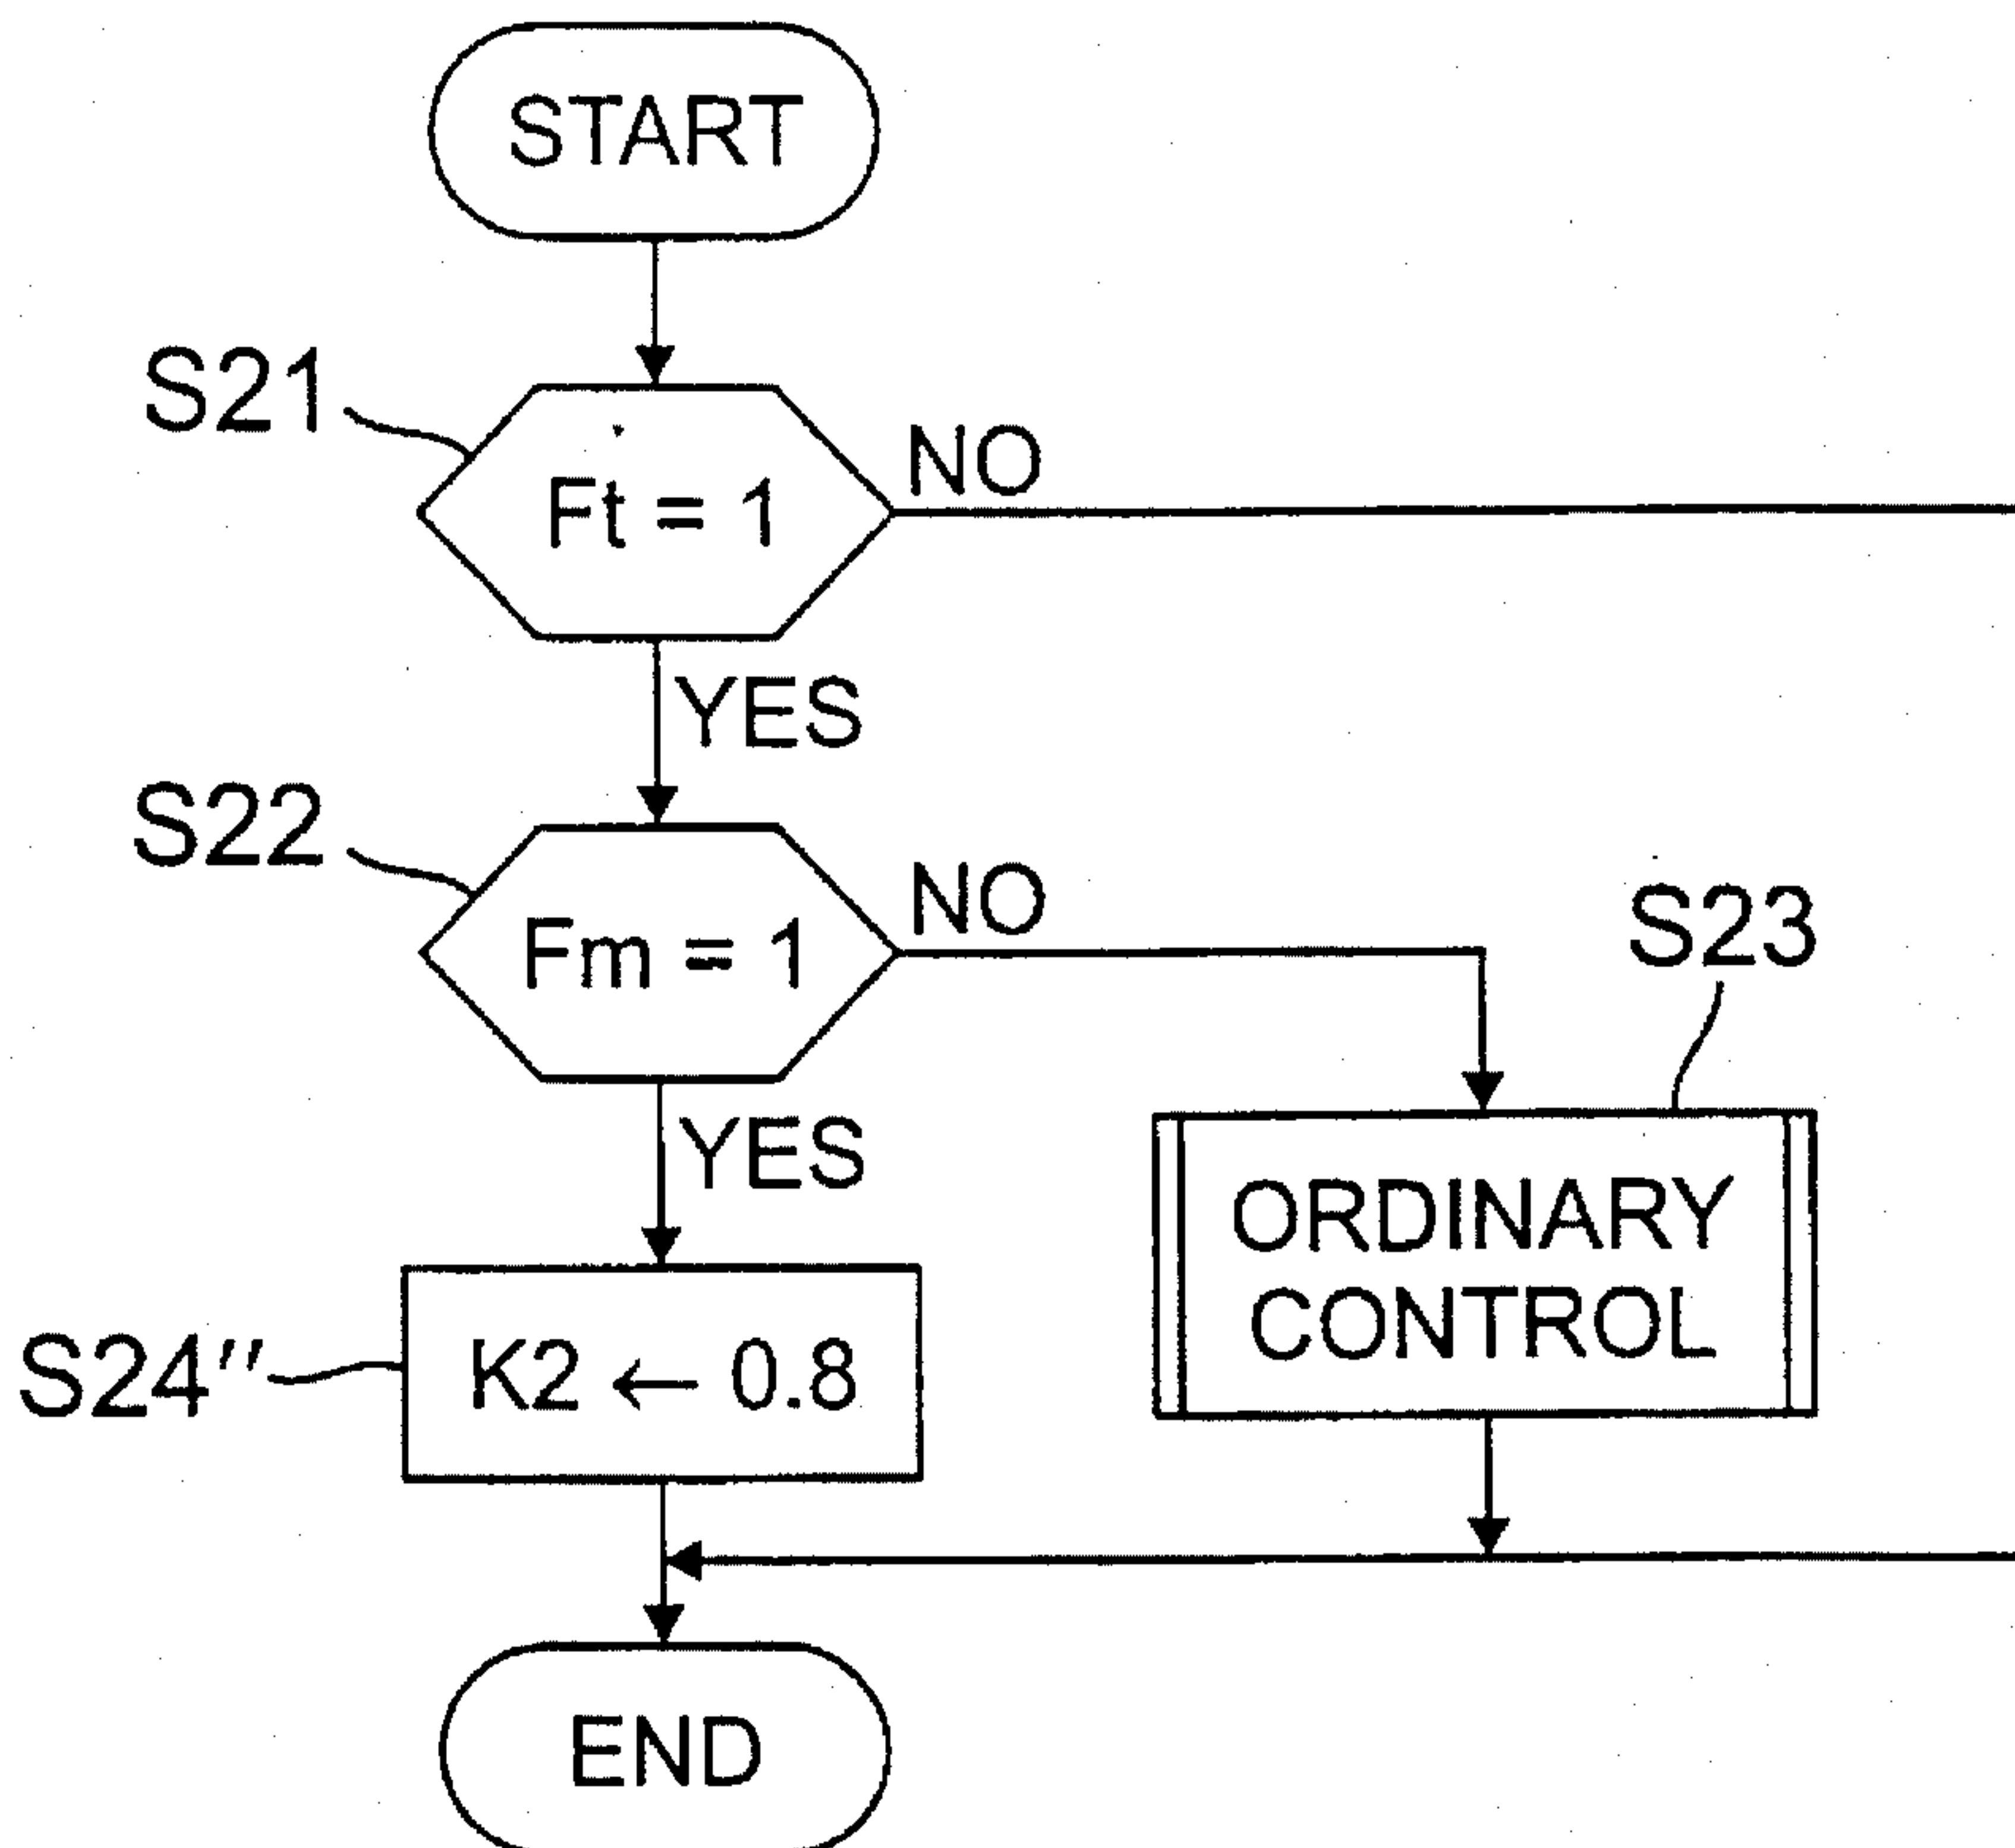 START
S21
Ft = 1
NO
YES
S22
Fm = 1
NO
S23
YES
ORDINARY
CONTROL
S24″
K2 ← 0.8
END